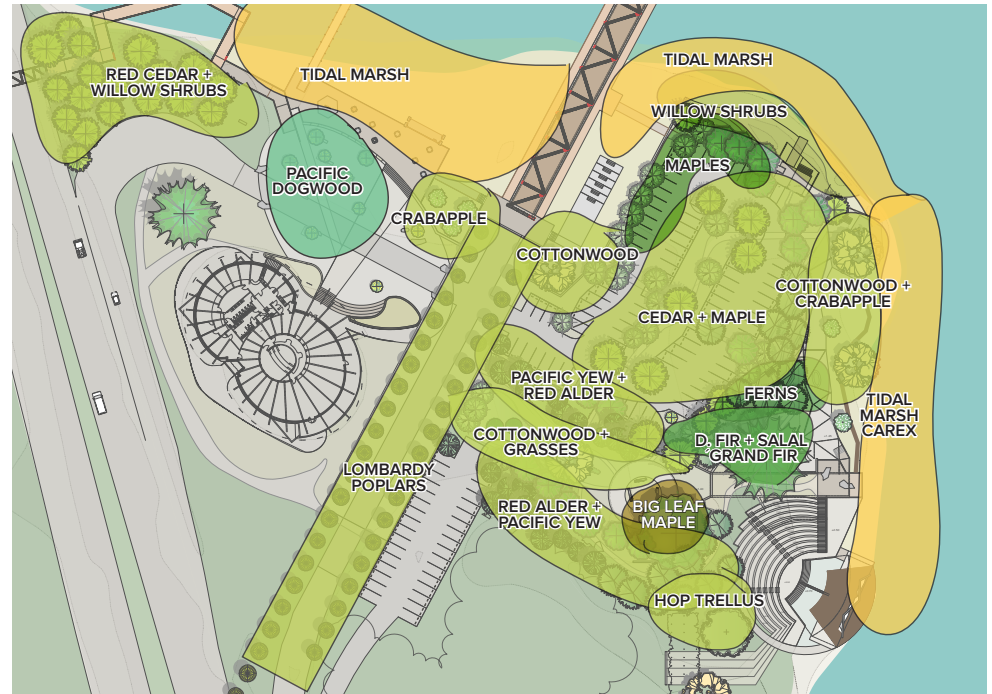 TIDAL MARSH
RED CEDAR +
WILLOW SHRUBS
TIDAL MARSH
WILLOW SHRUBS
MAPLES
PACIFIC
DOGWOOD
CRABAPPLE
COTTONWOOD
COTTONWOOD +
CRABAPPLE
CEDAR + MAPLE
PACIFIC YEW +
RED ALDER
FERNS
TIDAL
MARSH
CAREX
COTTONWOOD +
GRASSES
D. FIR + SALAL
GRAND FIR
LOMBARDY
POPLARS
RED ALDER +
PACIFIC YEW
BIG LEAF
MAPLE
HOP TRELLUS